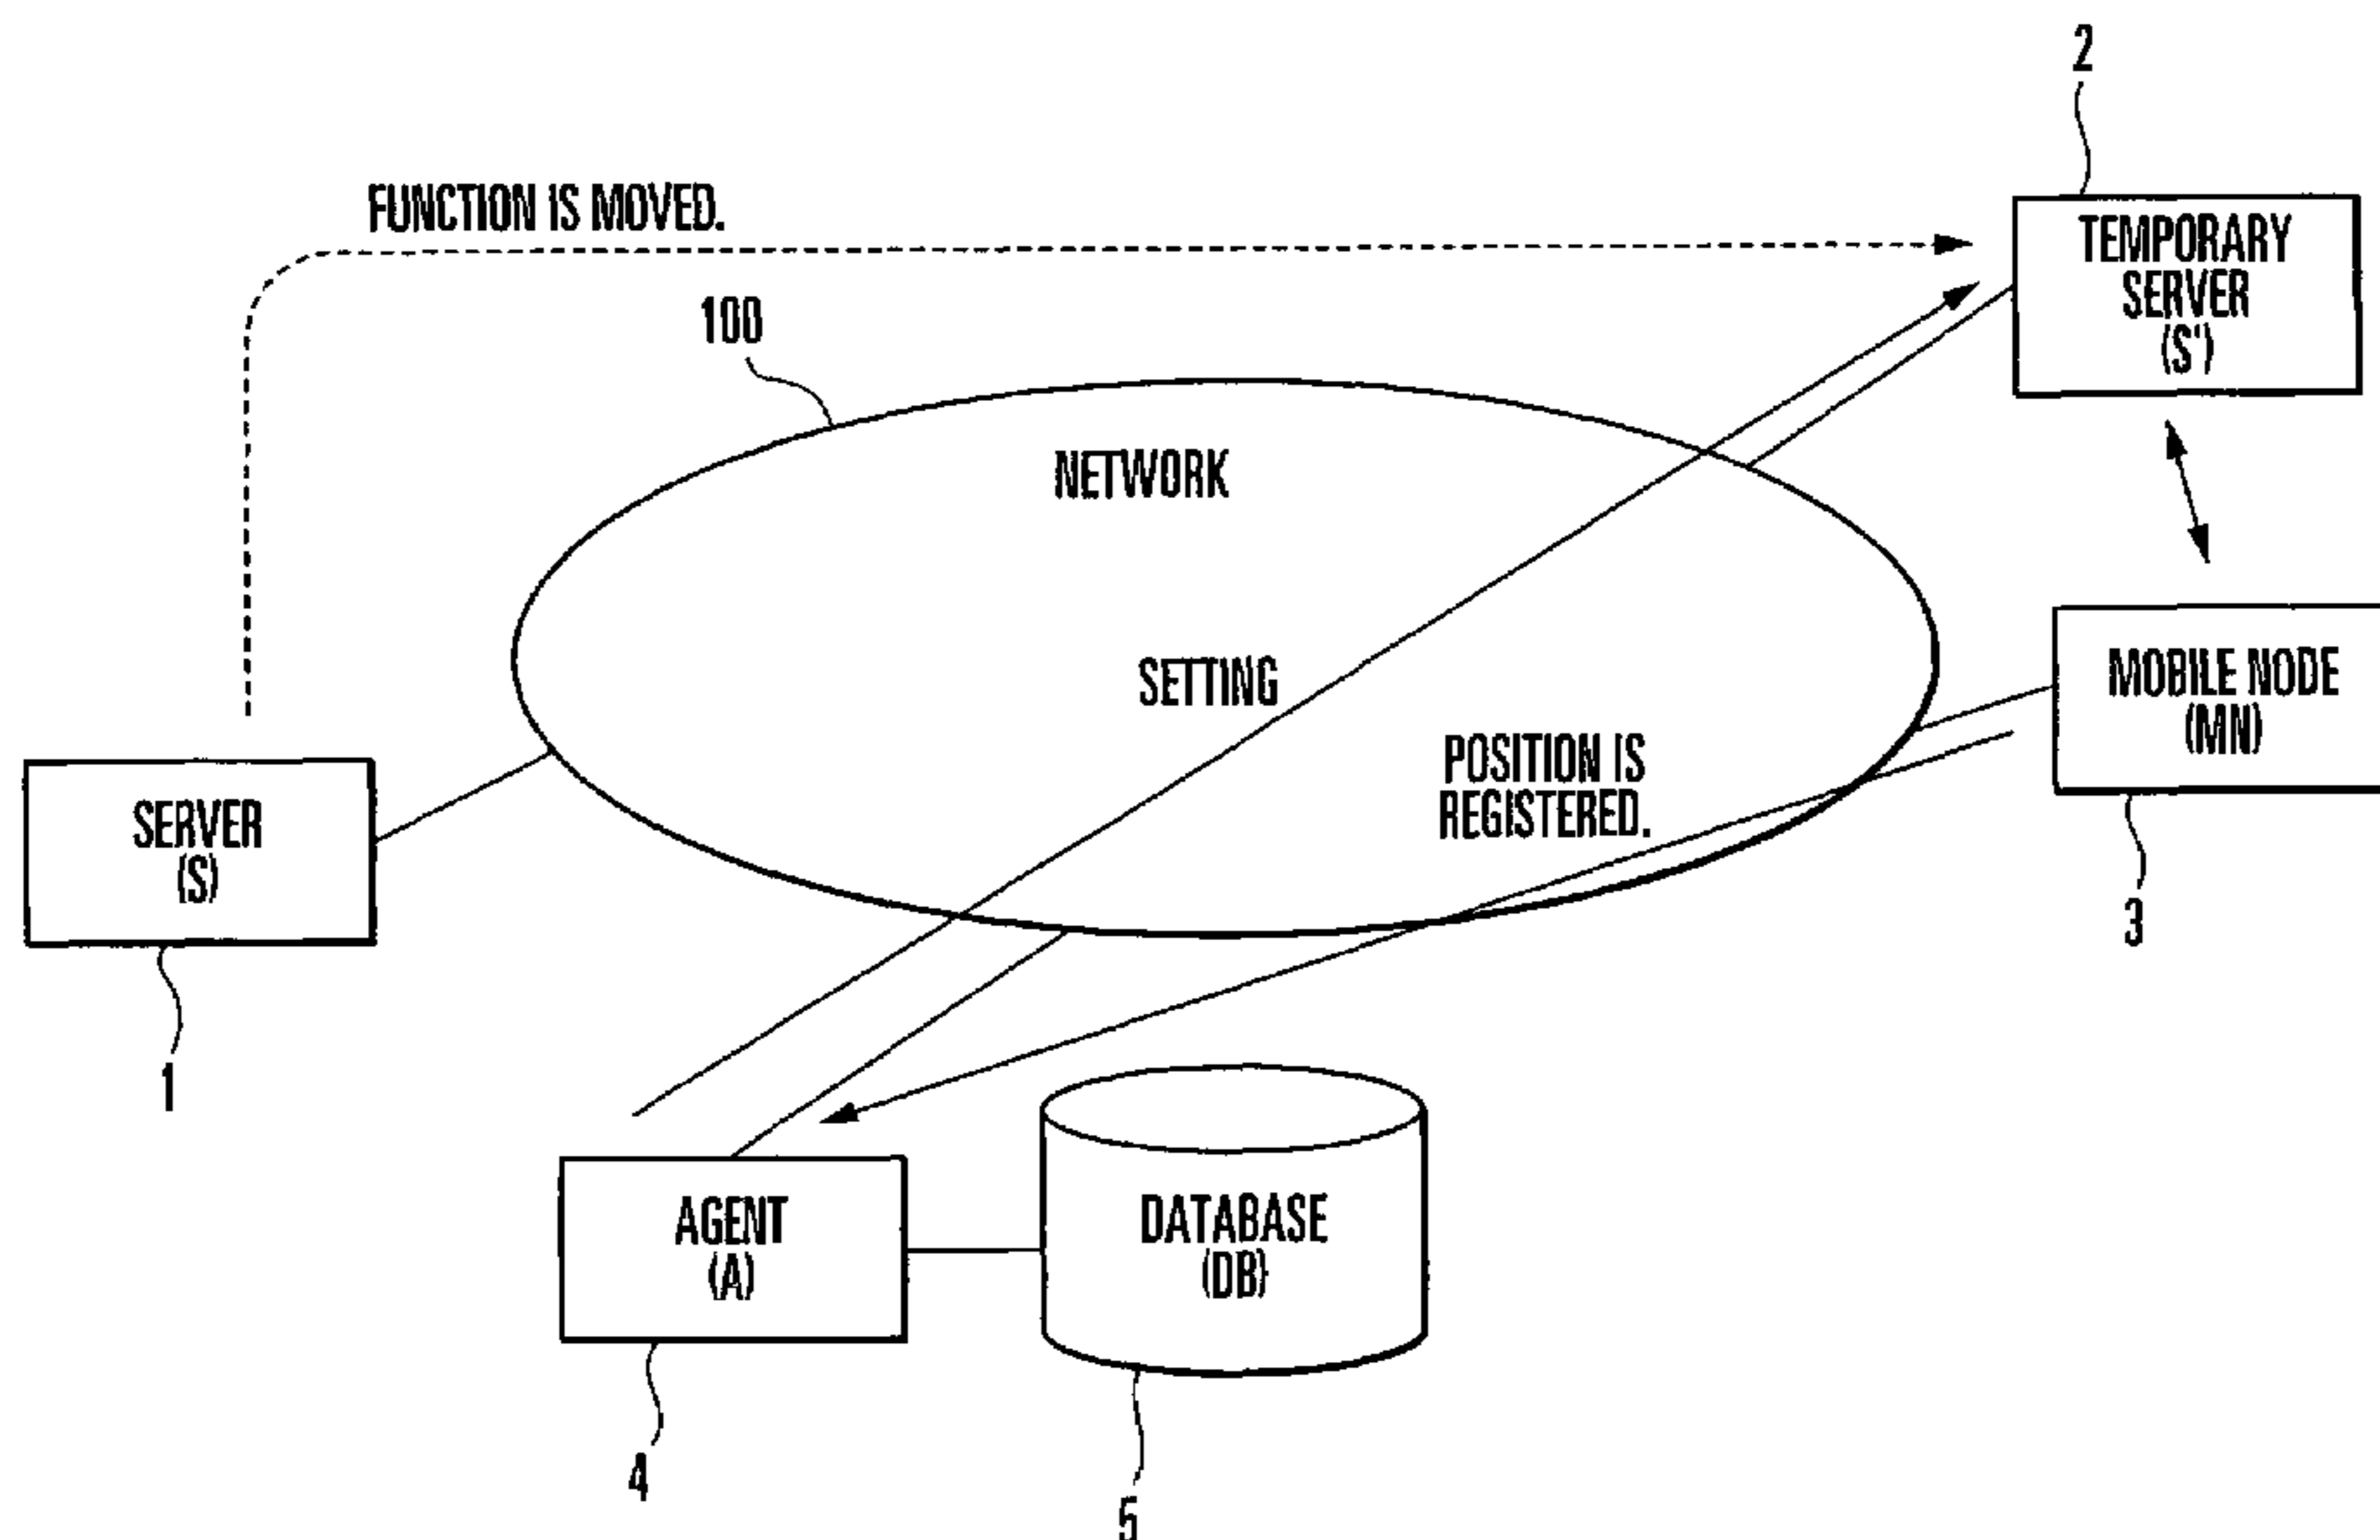 2
FUNCTION IS MOVED.
TEMPORARY
SERVER
(S')
100
NETWORK
SETTING
MOBILE NODE
(MN)
POSITION IS
REGISTERED.
SERVER
(S)
3
1
AGENT
(A)
DATABASE
(DB)
4
5